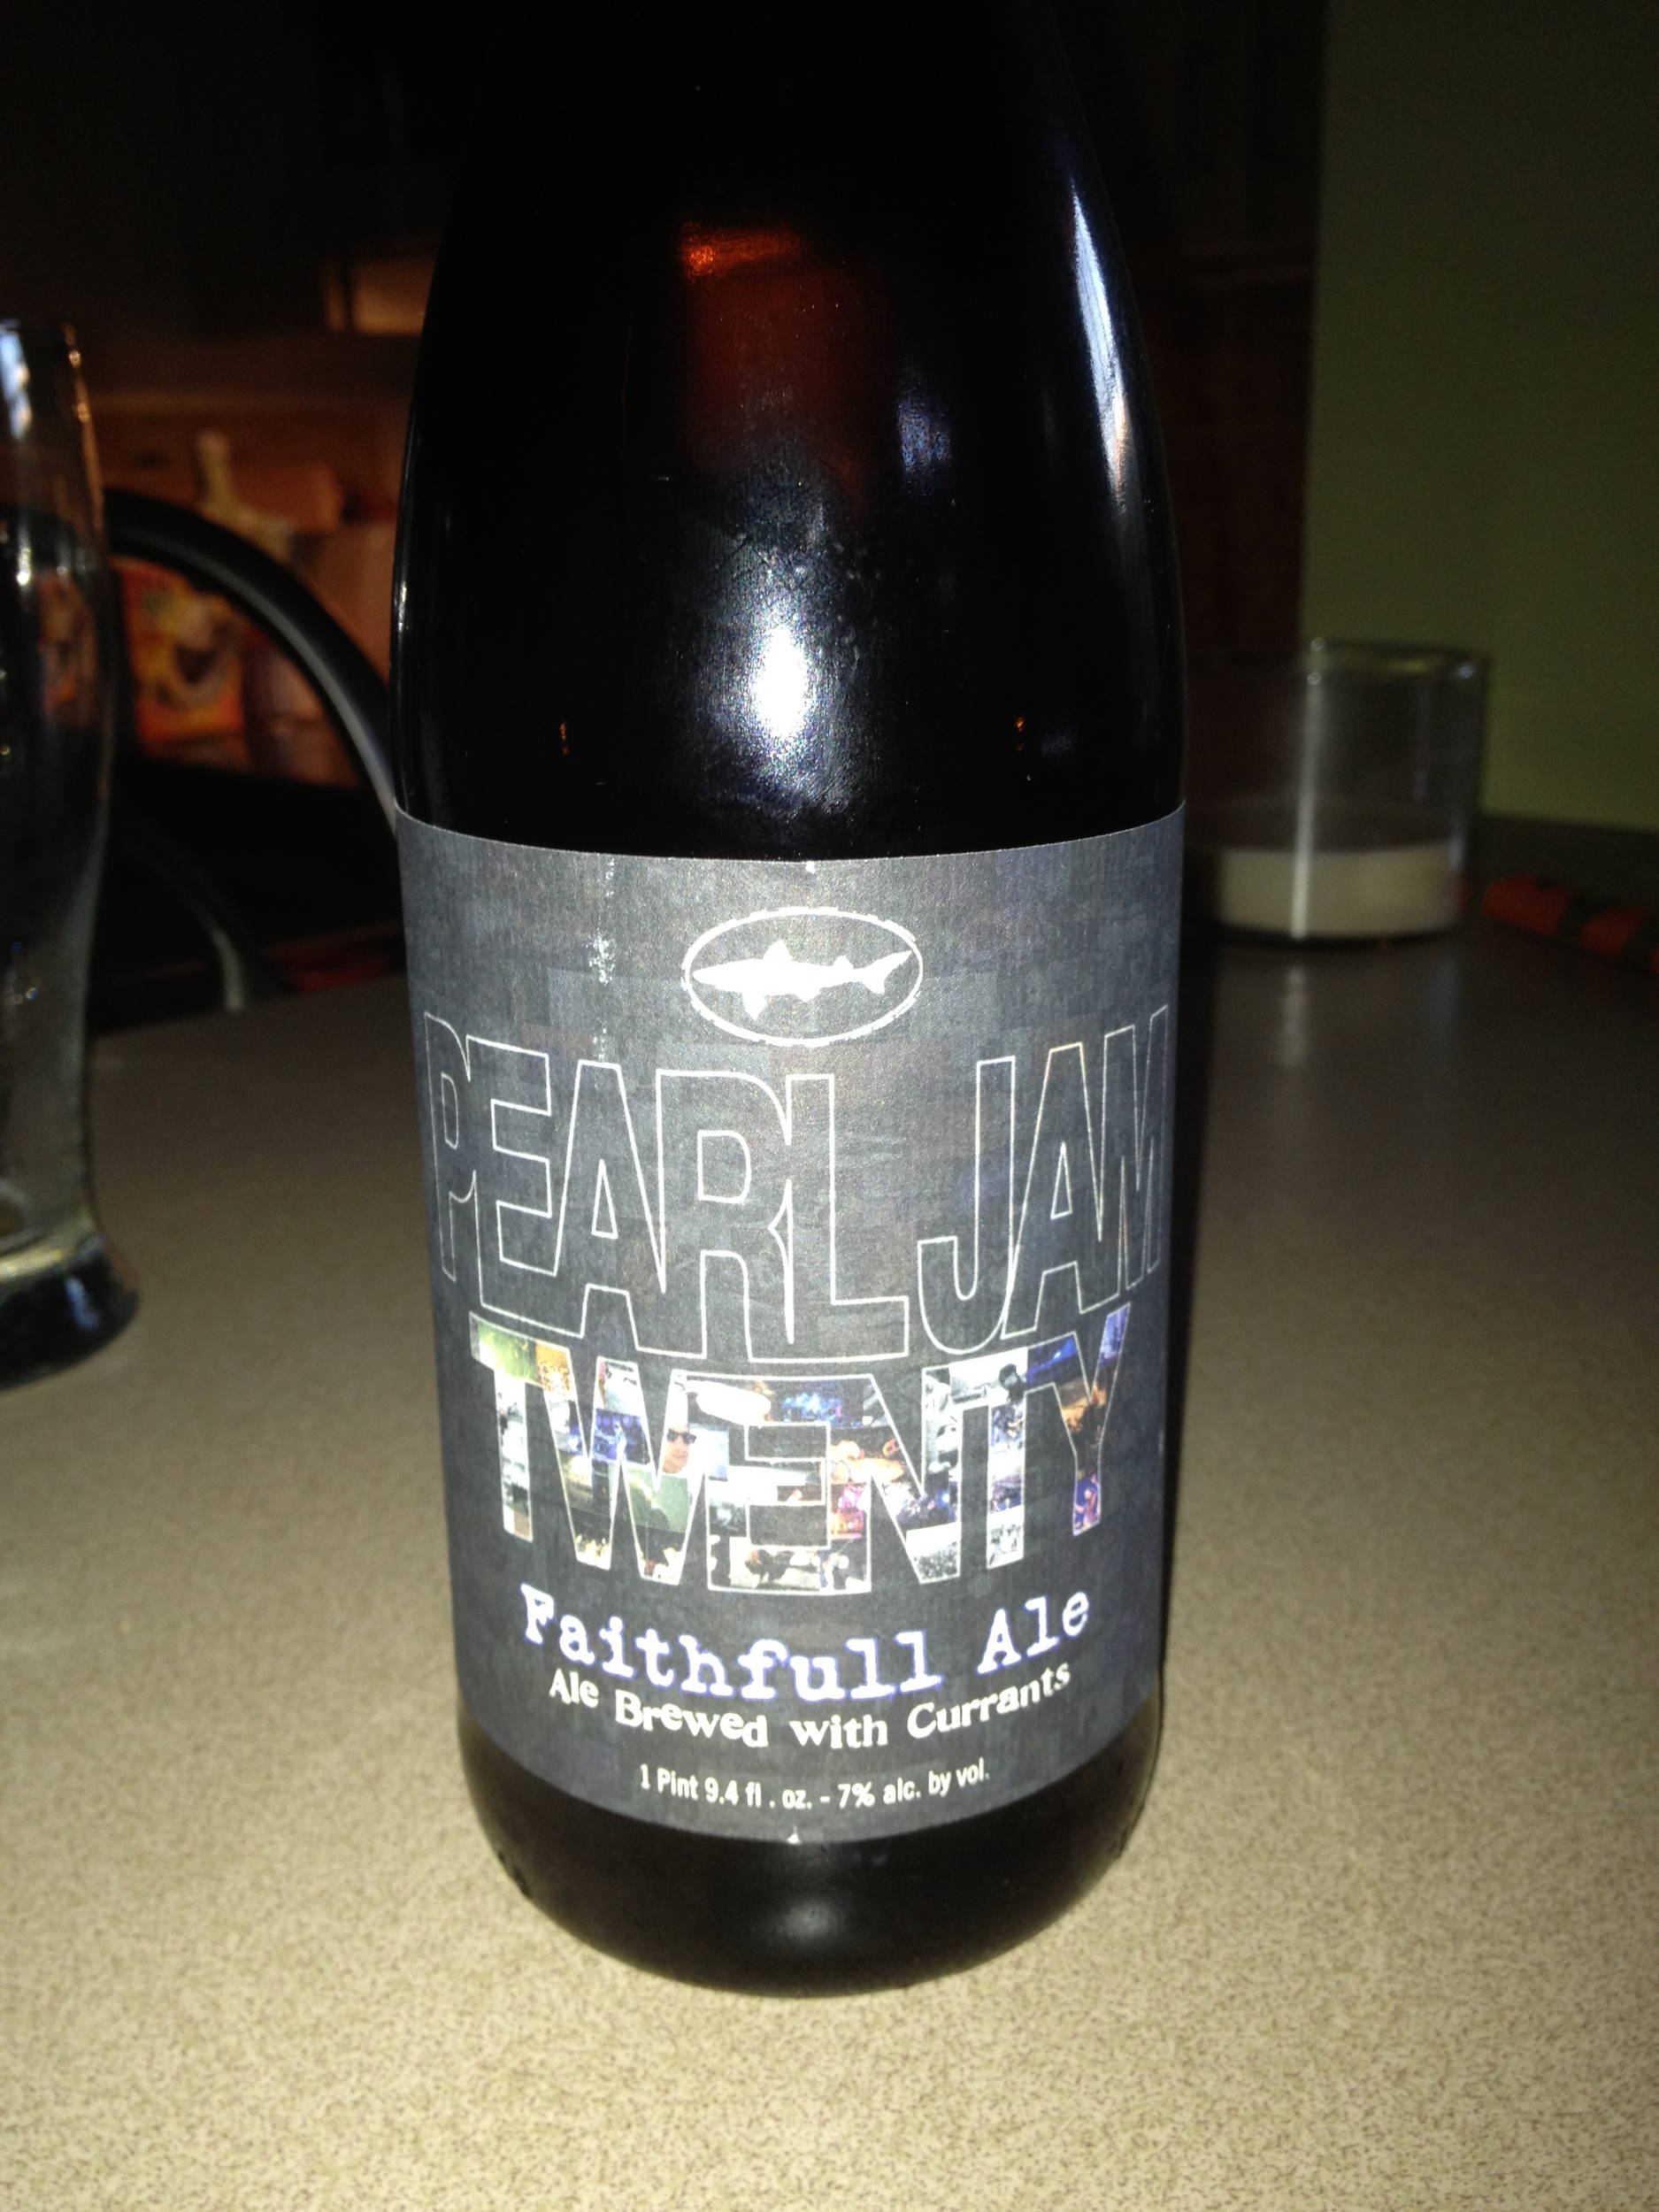 PEARL JAM
TWENTY
Faithfull Ale
Ale Brewed with Currants
1 Pint 9.4 fl . oz. - 7% alc. by vol.